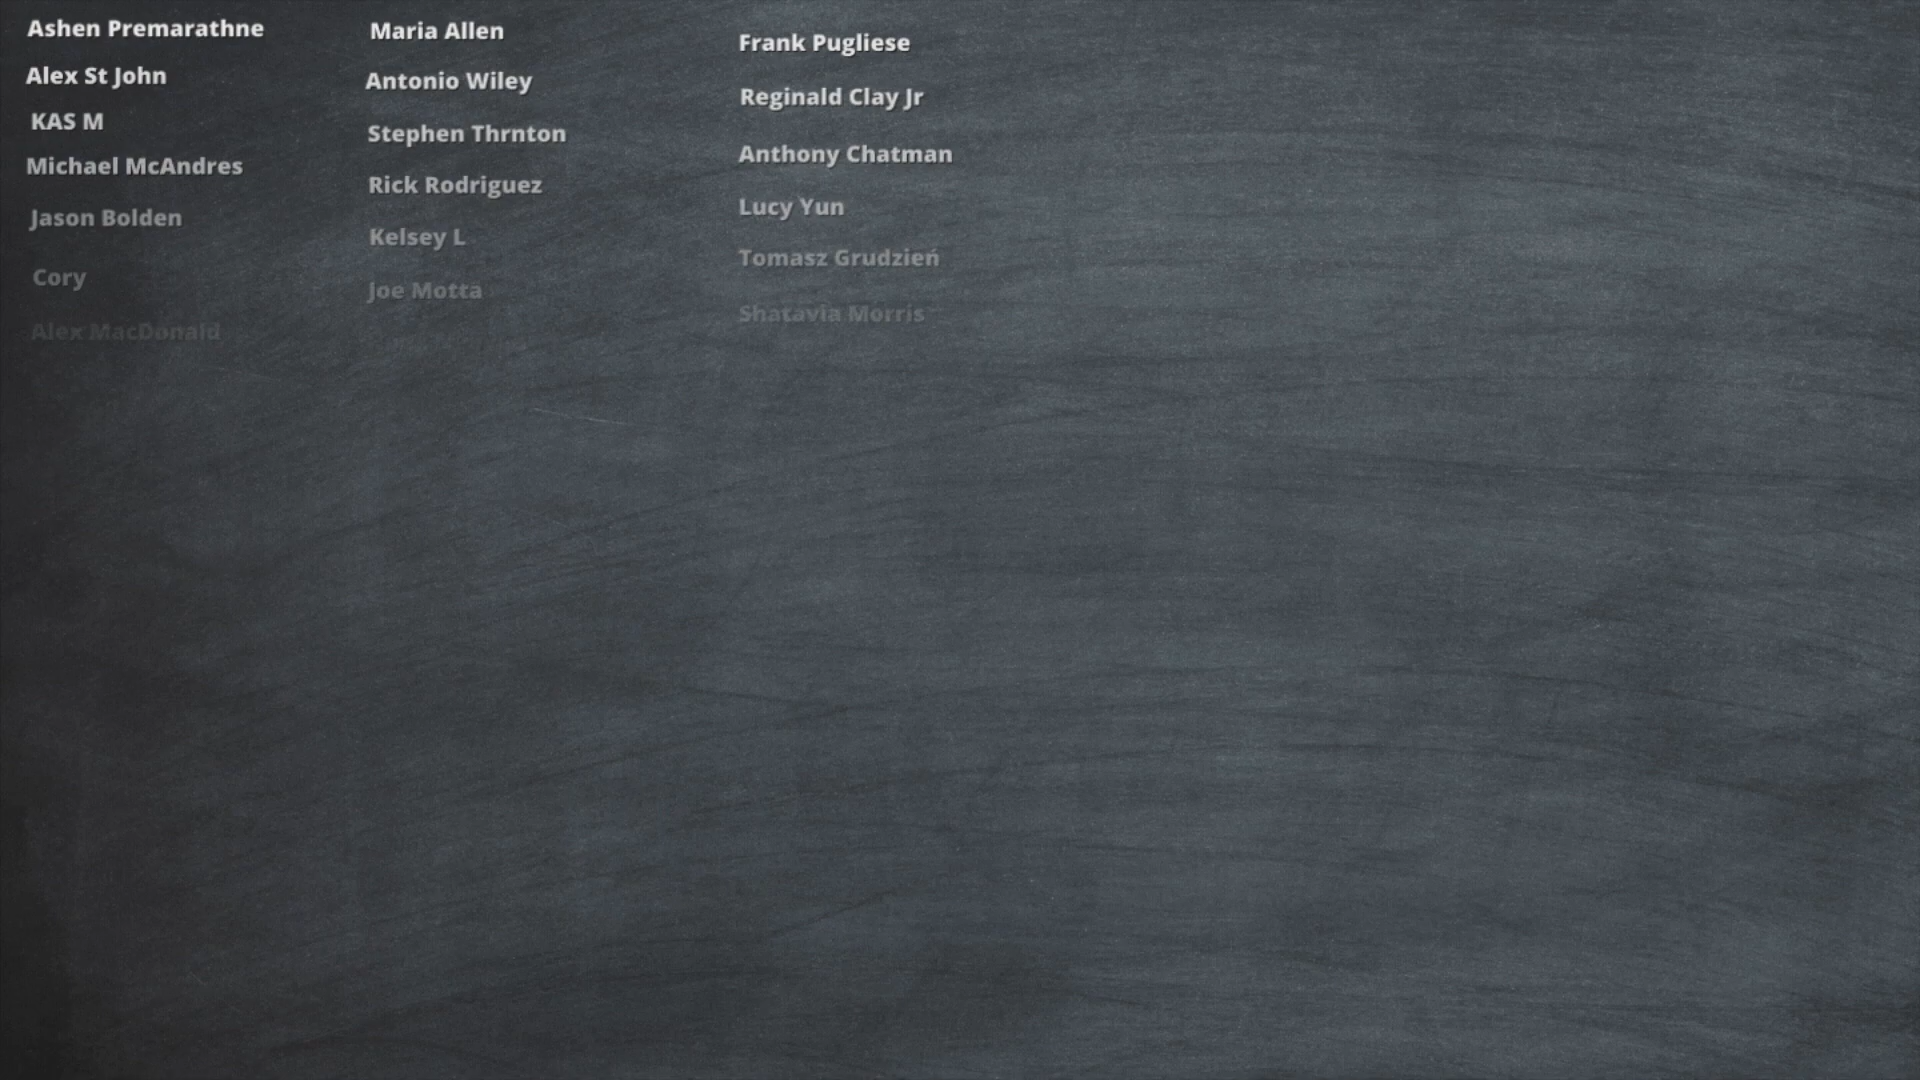 Ashen Premarathne
Alex St John
KAS M
Michael McAndres
Jason Bolden
Cory
Alex MacDonald
Maria Allen
Antonio Wiley
Stephen Thrnton
Rick Rodriguez
Kelsey L
Joe Motta
Frank Pugliese
Reginald Clay Jr
Anthony Chatman
Lucy Yun
Tomasz Grudzień
Shatavia Morris